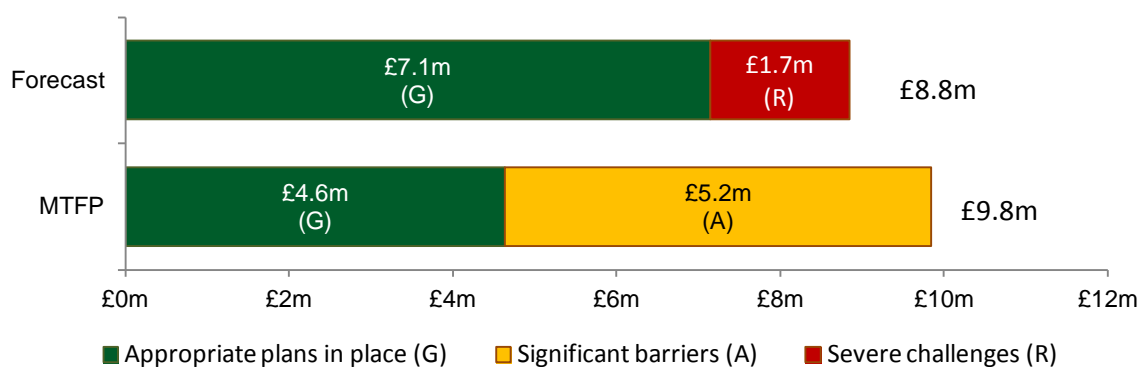 Forecast
£7.1m
(G)
£1.7m
(R)
£8.8m
MTFP
£4.6m
(G)
£5.2m
(A)
£9.8m
£0m £2m £4m £6m £8m £10m £12m
Appropriate plans in place (G) Significant barriers (A) Severe challenges (R)